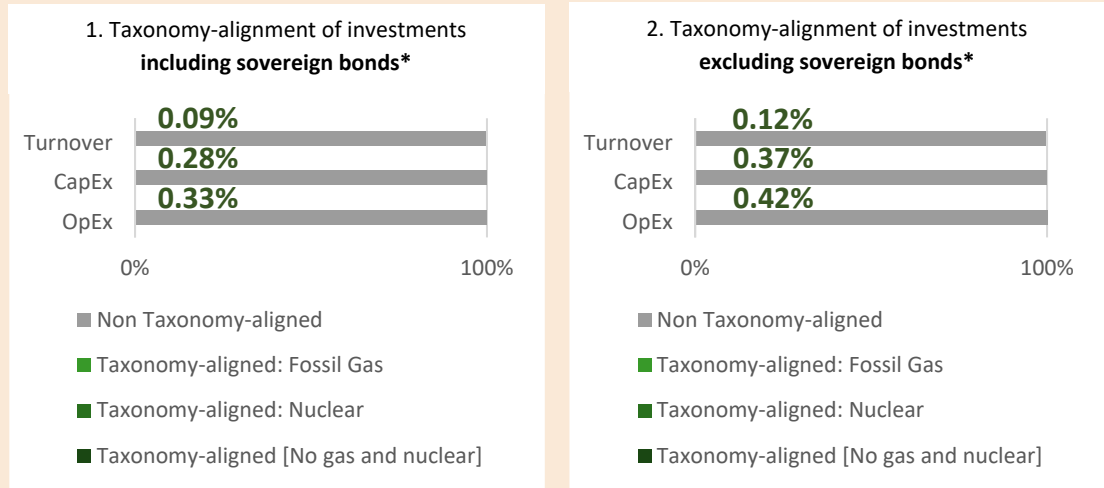 1. Taxonomy-alignment of investments
including sovereign bonds*
0.09%
Turnover
0.28%
CapEx
0.33%
OpEx
0% 100%
Non Taxonomy-aligned
Taxonomy-aligned: Fossil Gas
Taxonomy-aligned: Nuclear
Taxonomy-aligned [No gas and nuclear]
2. Taxonomy-alignment of investments
excluding sovereign bonds*
0.12%
Turnover
0.37%
CapEx
0.42%
OpEx
0% 100%
Non Taxonomy-aligned
Taxonomy-aligned: Fossil Gas
Taxonomy-aligned: Nuclear
Taxonomy-aligned [No gas and nuclear]